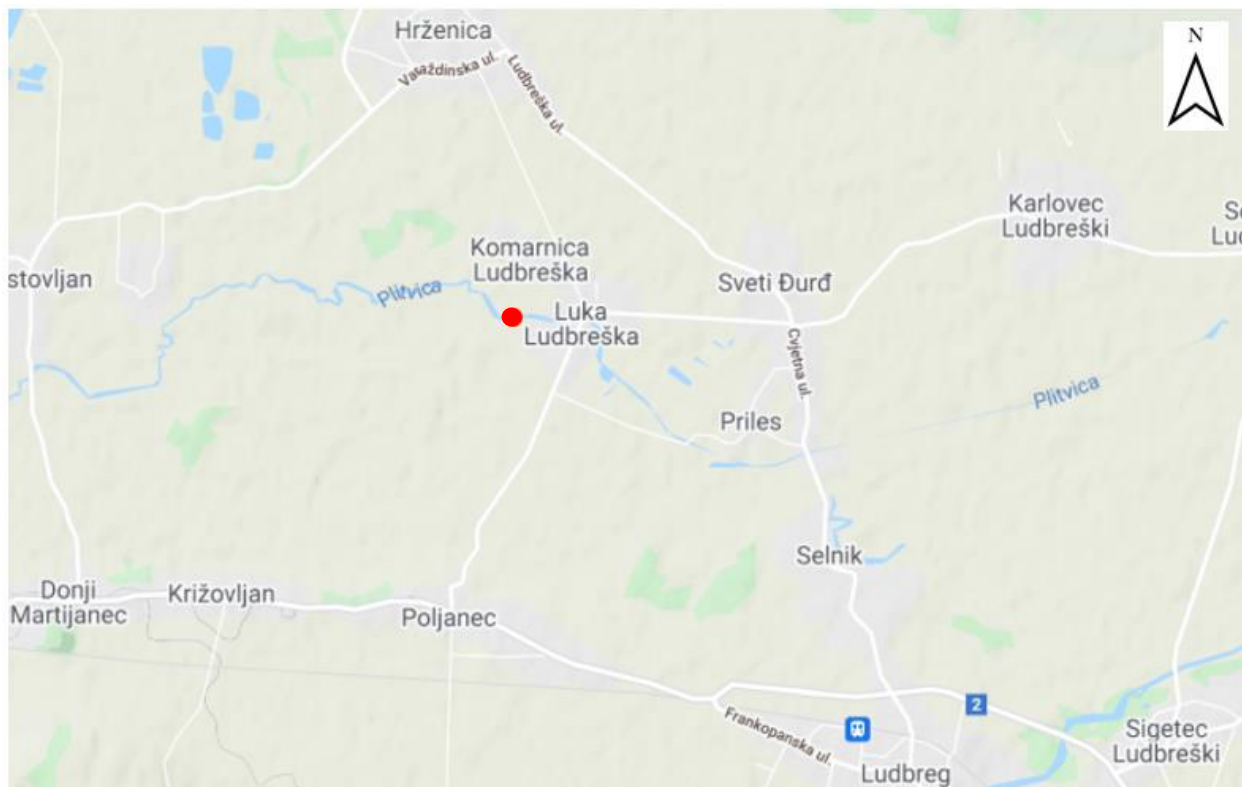 Hrženica
N
Varaždinska ul.
Ludbreška ul.
Karlovec
Ludbreški
Komarnica
Ludbreška
stovljan
Plitvica
Sveti Đurđ
Luka
Ludbreška
Cvjetna ul.
Plitvica
Priles
Selnik
Donji
Martijanec
Križovljan
Poljanec
2
Frankopanska ul.
Sigetec
Ludbreški
Ludbreg